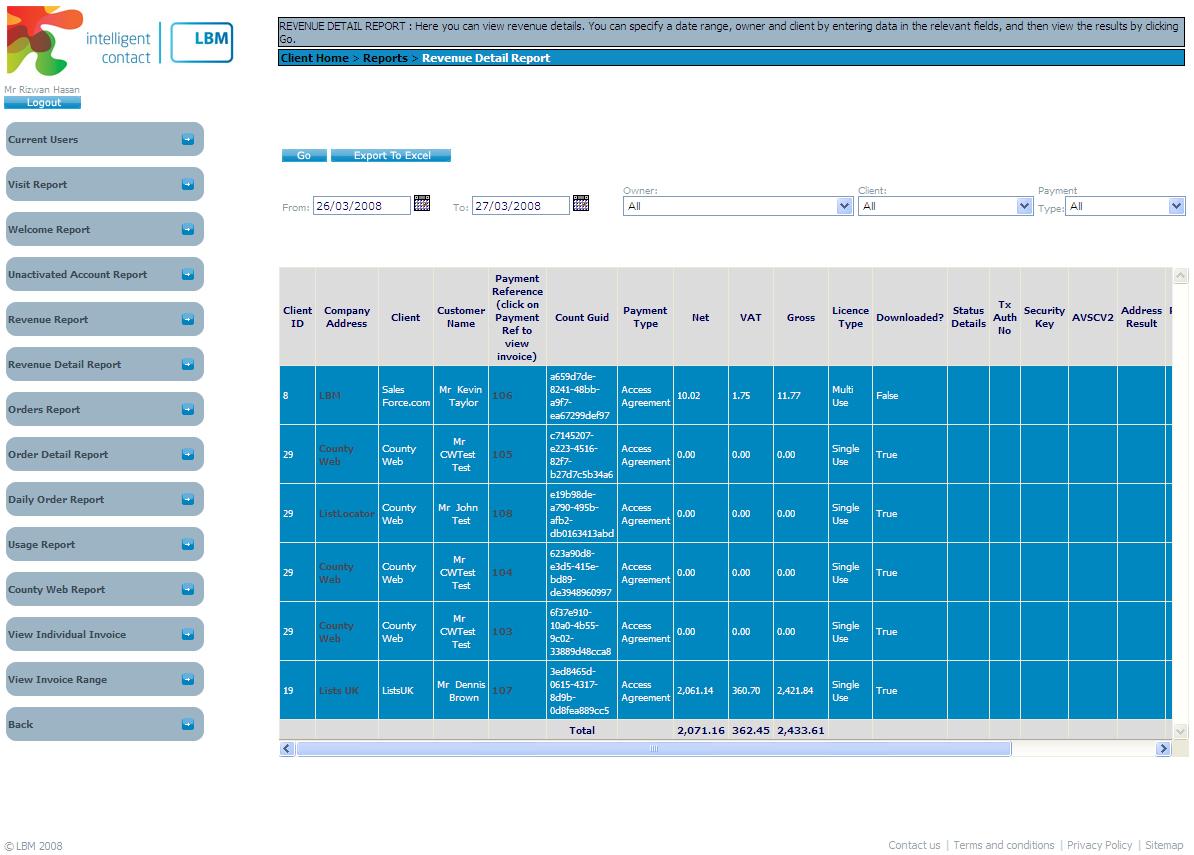 intelligent
contact
LBM
Mr Rizwan Hasan
Logout
Current Users
Visit Report
Welcome Report
Unactivated Account Report
Revenue Report
Revenue Detail Report
Orders Report
Order Detail Report
Daily Order Report
Usage Report
County Web Report
View Individual Invoice
View Invoice Range
Back
REVENUE DETAIL REPORT : Here you can view revenue details. You can specify a date range, owner and client by entering data in the relevant fields, and then view the results by clicking
Go.
Client Home > Reports > Revenue Detail Report
Go Export To Excel
From: 26/03/2008 To: 27/03/2008
Owner: All
Client: All
Payment
Type: All
Client
ID
Company
Address
Client
Customer
Name
Payment
Reference
(click on
Payment
Ref to
view
invoice)
Count Guid
Payment
Type
Net
VAT
Gross
Licence
Type
Downloaded?
Status
Details
Tx
Auth
No
Security
Key
AVSCV2
Address
Result
8
LBM
Sales
Force.com
Mr Kevin
Taylor
106
a659d7de-
8241-48bb-
a9f7-
ea67299def97
Access
Agreement
10.02
1.75
11.77
Multi
Use
False
29
County
Web
County
Web
Mr
CWTest
Test
105
c7145207-
e223-4516-
82f7-
b27d7c5b34a6
Access
Agreement
0.00
0.00
0.00
Single
Use
True
29
ListLocator
County
Web
Mr John
Test
108
e19b98de-
a790-495b-
afb2-
db0163413abd
Access
Agreement
0.00
0.00
0.00
Single
Use
True
29
County
Web
County
Web
Mr
CWTest
Test
104
623a90d8-
e3d5-415e-
bd89-
de3948960997
Access
Agreement
0.00
0.00
0.00
Single
Use
True
29
County
Web
County
Web
Mr
CWTest
Test
103
6f37e910-
10a0-4b55-
9c02-
33889d48cca8
Access
Agreement
0.00
0.00
0.00
Single
Use
True
19
Lists UK
ListsUK
Mr Dennis
Brown
107
3ed8465d-
0615-4317-
8d9b-
0d8fea889cc5
Access
Agreement
2,061.14
360.70
2,421.84
Single
Use
True
Total 2,071.16 362.45 2,433.61
© LBM 2008
Contact us | Terms and conditions | Privacy Policy | Sitemap